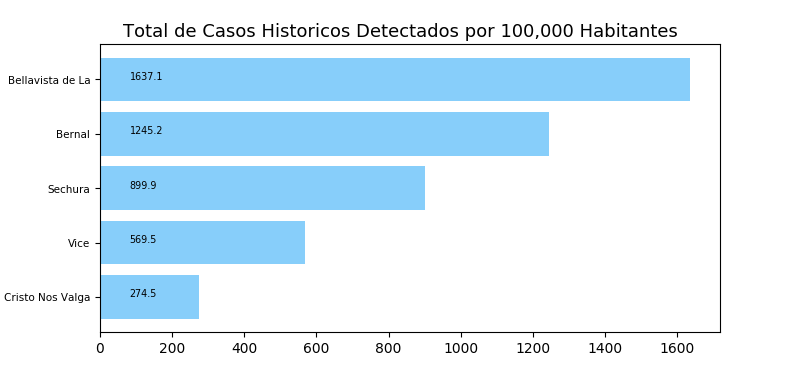 Total de Casos Historicos Detectados por 100,000 Habitantes
Bellavista de La 1637.1
Bernal 1245.2
Sechura 899.9
Vice 569.5
Cristo Nos Valga 274.5
0 200 400 600 800 1000 1200 1400 1600